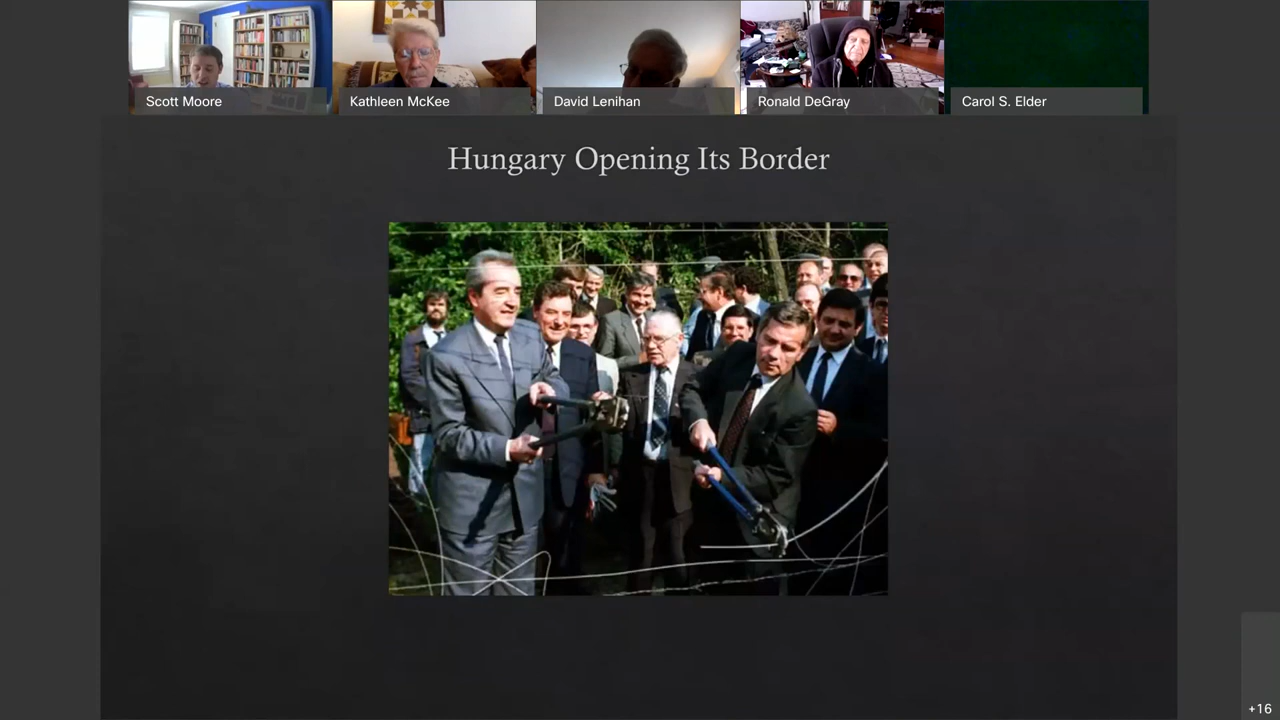 Scott Moore
Kathleen McKee
David Lenihan
Ronald DeGray
Carol S. Elder
Hungary Opening Its Border
+16